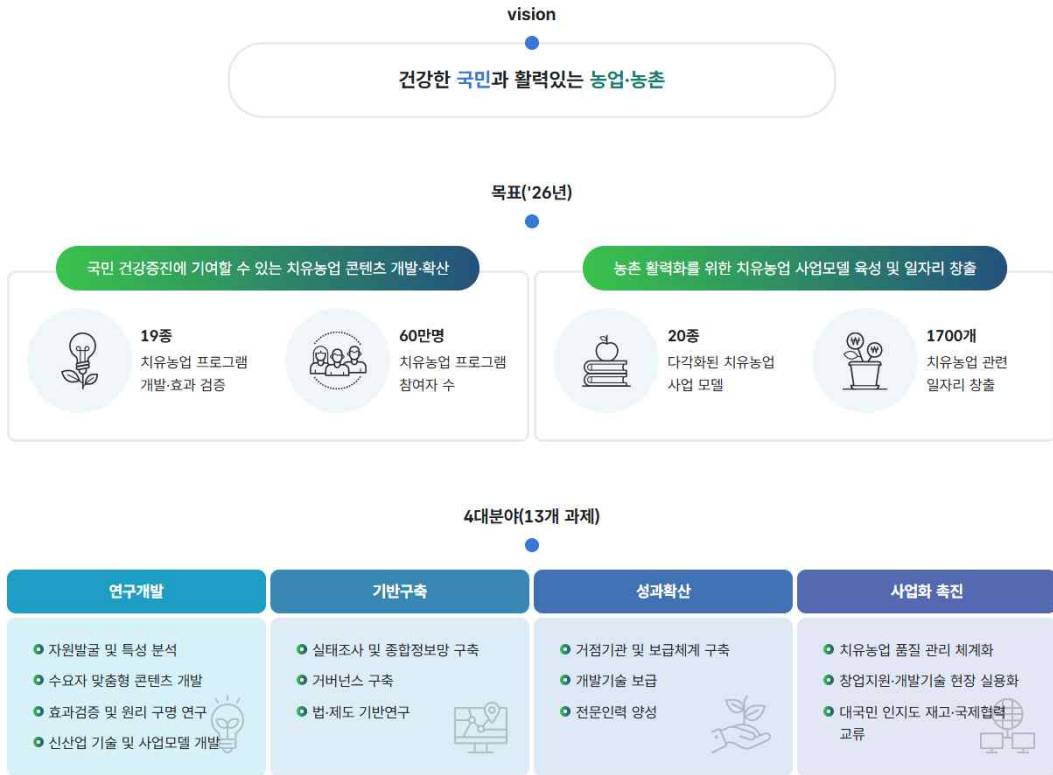 vision
건강한 국민과 활력있는 농업·농촌
목표('26년)
국민 건강증진에 기여할 수 있는 치유농업 콘텐츠 개발·확산
19종
치유농업 프로그램
개발·효과 검증
60만명
치유농업 프로그램
참여자 수
농촌 활력화를 위한 치유농업 사업모델 육성 및 일자리 창출
20종
다각화된 치유농업
사업 모델
1700개
치유농업 관련
일자리 창출
4대분야(13개 과제)
연구개발
자원발굴 및 특성 분석
수요자 맞춤형 콘텐츠 개발
효과검증 및 원리 구명 연구
신산업 기술 및 사업모델 개발
기반구축
실태조사 및 종합정보망 구축
거버넌스 구축
법·제도 기반연구
성과확산
거점기관 및 보급체계 구축
개발기술 보급
전문인력 양성
사업화 촉진
치유농업 품질 관리 체계화
창업지원·개발기술 현장 실용화
대국민 인지도 재고·국제협력
교류